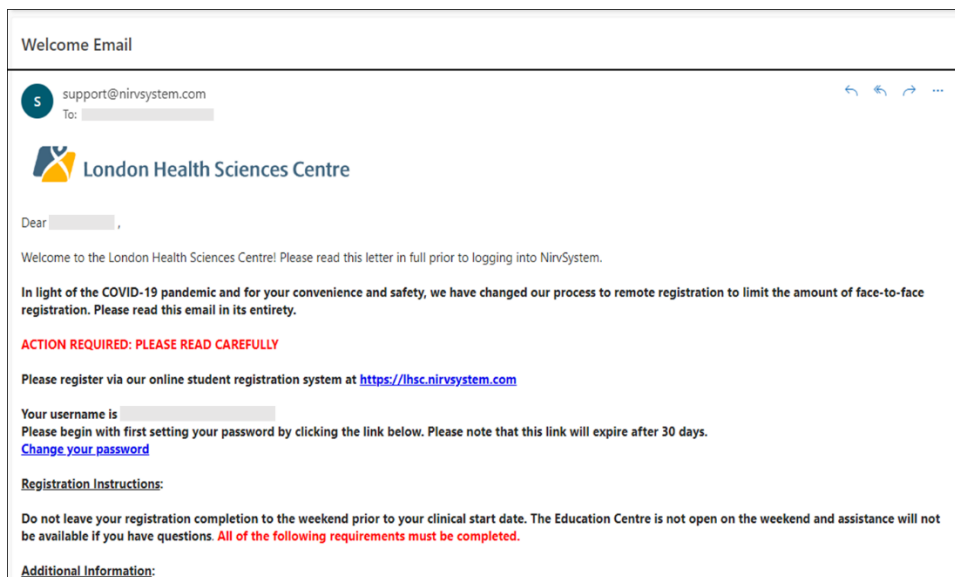 Welcome Email
S
support@nirvsystem.com
To:
London Health Sciences Centre
Dear ,
Welcome to the London Health Sciences Centre! Please read this letter in full prior to logging into NirvSystem.
In light of the COVID-19 pandemic and for your convenience and safety, we have changed our process to remote registration to limit the amount of face-to-face
registration. Please read this email in its entirety.
ACTION REQUIRED: PLEASE READ CAREFULLY
Please register via our online student registration system at https://lhsc.nirvsystem.com
Your username is
Please begin with first setting your password by clicking the link below. Please note that this link will expire after 30 days.
Change your password
Registration Instructions:
Do not leave your registration completion to the weekend prior to your clinical start date. The Education Centre is not open on the weekend and assistance will not
be available if you have questions. All of the following requirements must be completed.
Additional Information: